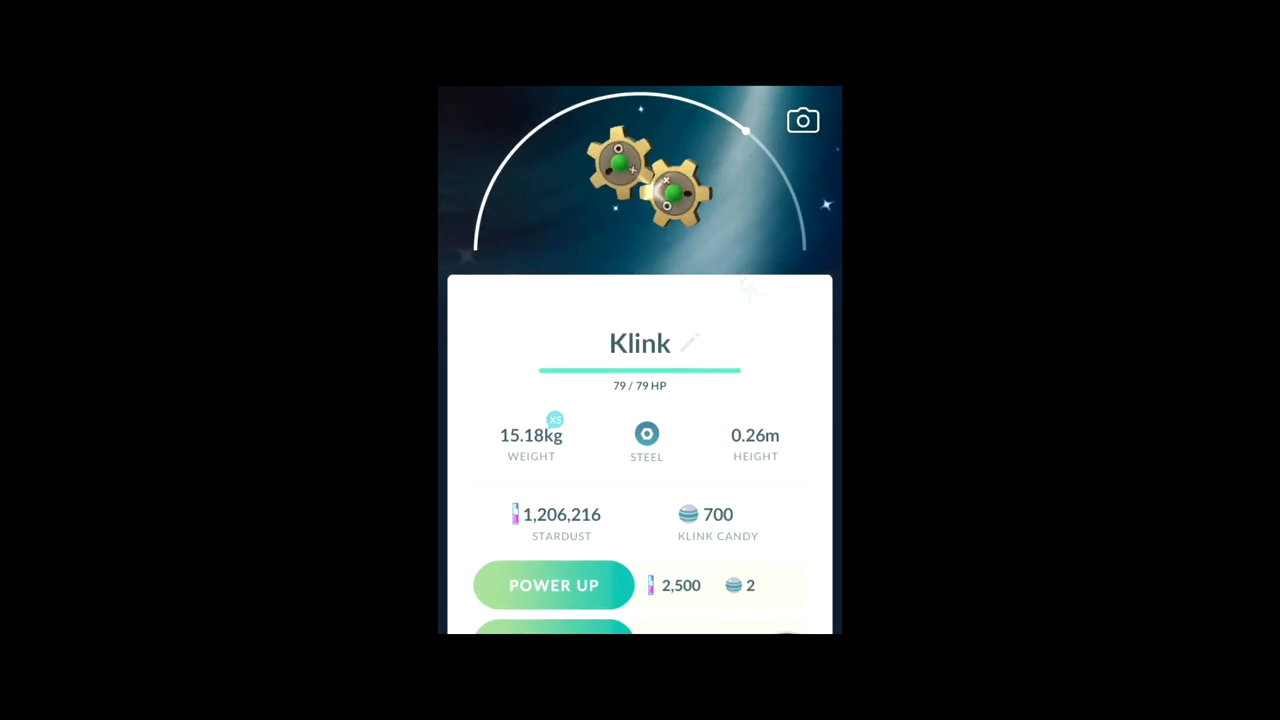 Klink
79 / 79 HP
XS
15.18kg
WEIGHT
STEEL
0.26m
HEIGHT
1,206,216
STARDUST
700
KLINK CANDY
POWER UP
2,500
2